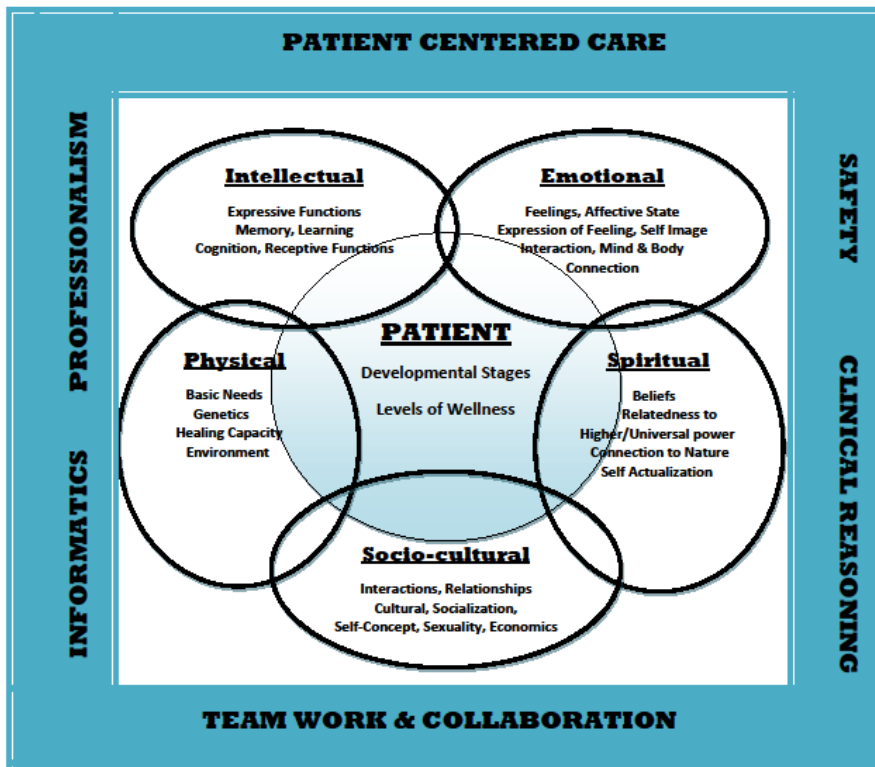 PATIENT CENTERED CARE
PROFESSIONALISM
INFORMATICS
SAFETY
CLINICAL REASONING
Intellectual
Expressive Functions
Memory, Learning
Cognition, Receptive Functions
Emotional
Feelings, Affective State
Expression of Feeling, Self Image
Interaction, Mind & Body
Connection
PATIENT
Developmental Stages
Levels of Wellness
Physical
Basic Needs
Genetics
Healing Capacity
Environment
Spiritual
Beliefs
Relatedness to
Higher/Universal power
Connection to Nature
Self Actualization
Socio-cultural
Interactions, Relationships
Cultural, Socialization,
Self-Concept, Sexuality, Economics
TEAM WORK & COLLABORATION